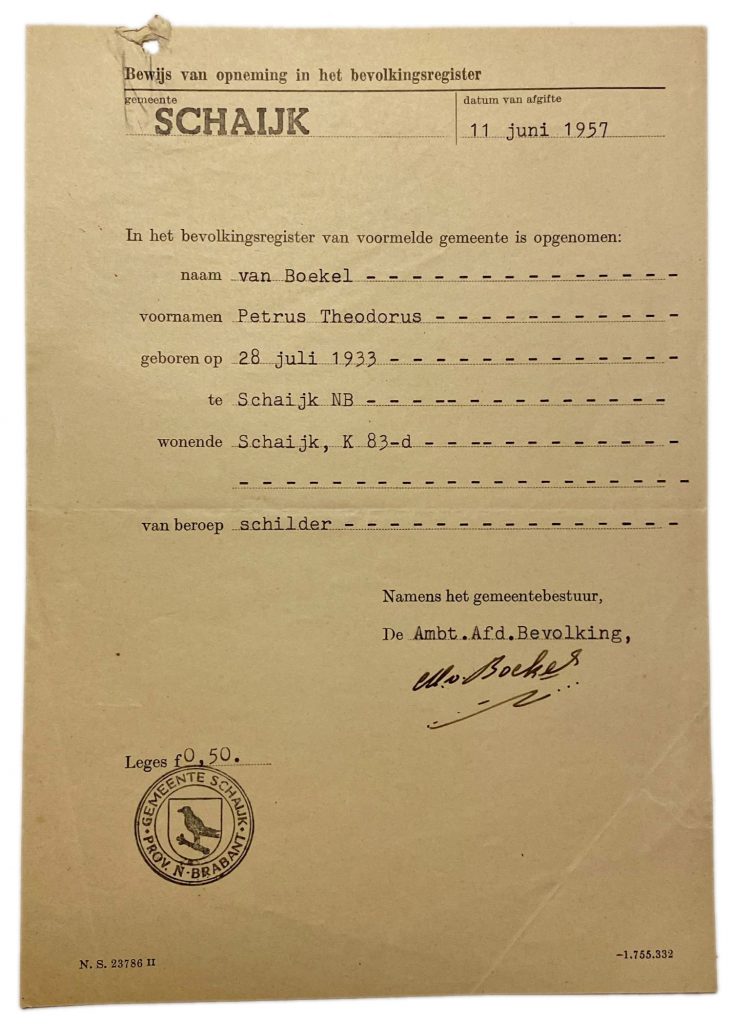 Bewijs van opneming in het bevolkingsregister
gemeente
SCHAIJK
datum van afgifte
11 juni 1957
In het bevolkingsregister van voormelde gemeente is opgenomen:
naam van Boekel - - - - - - - - - - - - - -
voornamen Petrus Theodorus - - - - - - - - - - -
geboren op 28 juli 1933 - - - - - - - - - - - - -
te Schaijk NB - - - -- - - - - - - - - -
wonende Schaijk, K 83-d - - -- - - - - - - - -
- - - - - - - - - - - - - - - - - - - -
van beroep schilder - - - - - - - - - - - - - - -
Namens het gemeentebestuur,
De Ambt.Afd.Bevolking,
M.v.Boekel
Leges f0,50.
GEMEENTE SCHAIJK
PROV. N-BRABANT
N. S. 23786 II
-1.755.332